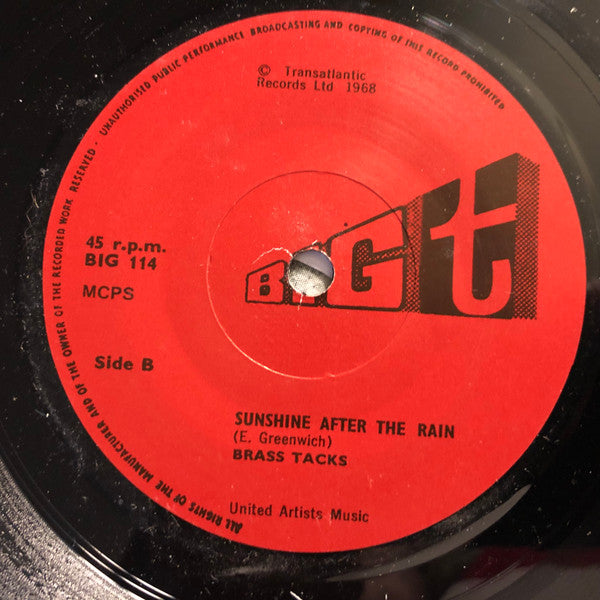 ALL RIGHTS OF THE MANUFACTURER AND OF THE OWNER OF THE RECORDED WORK RESERVED - UNAUTHORISED PUBLIC PERFORMANCE BROADCASTING AND COPYING OF THIS RECORD PROHIBITED
© Transatlantic
Records Ltd 1968
BIG t
45 r.p.m.
BIG 114
MCPS
Side B
SUNSHINE AFTER THE RAIN
(E. Greenwich)
BRASS TACKS
United Artists Music